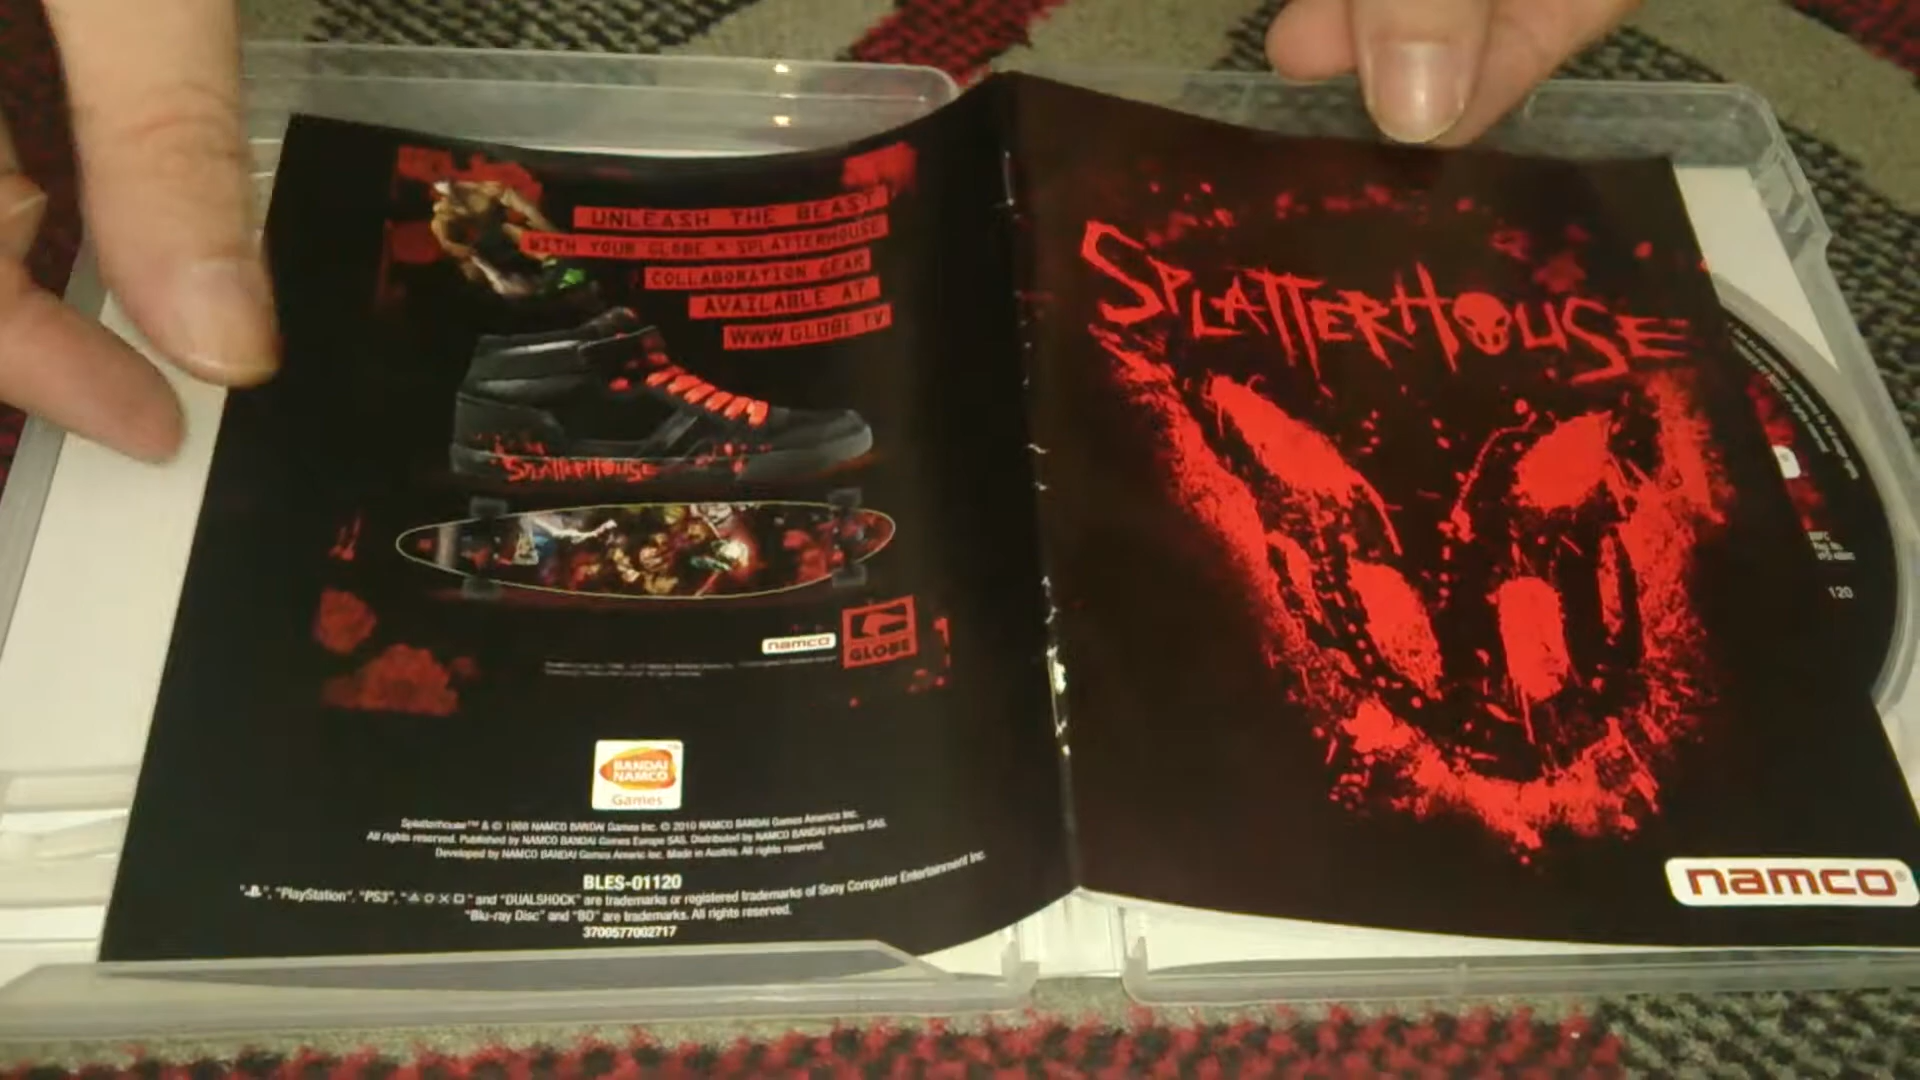 UNLEASH THE BEAST
WITH YOUR GLOBE × SPLATTERHOUSE
COLLABORATION GEAR
AVAILABLE AT
WWW.GLOBE.TV
SPLATTERHOUSE
namco
GLOBE
BANDAI
NAMCO
Games
Splatterhouse™ & © 1988 NAMCO BANDAI Games Inc. © 2010 NAMCO BANDAI Games America Inc.
All rights reserved. Published by NAMCO BANDAI Games Europe SAS. Distributed by NAMCO BANDAI Partners SAS.
Developed by NAMCO BANDAI Games Americ Inc. Made in Austria. All rights reserved.
BLES-01120
"PlayStation", "PS3", "△○✕□" and "DUALSHOCK" are trademarks or registered trademarks of Sony Computer Entertainment Inc.
"Blu-ray Disc" and "BD" are trademarks. All rights reserved.
3700577002717
SPLATTERHOUSE
namco®
120